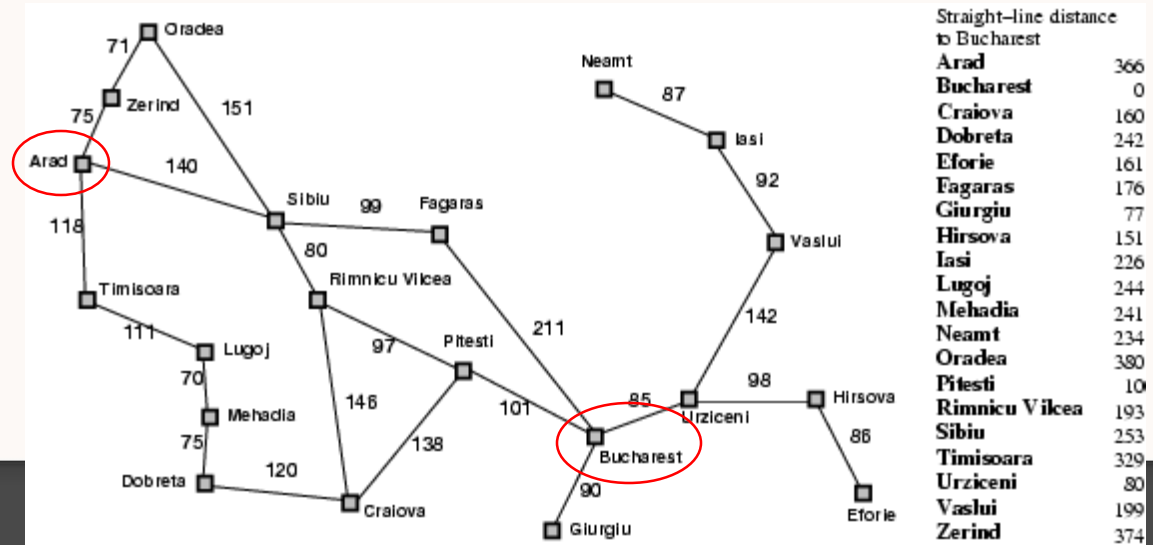 Oradea
71
Neamt
87
Zerind
151
75
Iasi
Arad
140
92
Sibiu
99
Fagaras
118
80
Vaslui
Rimnicu Vilcea
Timisoara
142
111
211
Lugoj
97
Pitesti
70
98
146
85
Hirsova
101
Urziceni
Mehadia
138
86
75
Bucharest
120
Dobreta
90
Craiova
Eforie
Giurgiu
Straight–line distance
to Bucharest
Arad 366
Bucharest 0
Craiova 160
Dobreta 242
Eforie 161
Fagaras 176
Giurgiu 77
Hirsova 151
Iasi 226
Lugoj 244
Mehadia 241
Neamt 234
Oradea 380
Pitesti 10
Rimnicu Vilcea 193
Sibiu 253
Timisoara 329
Urziceni 80
Vaslui 199
Zerind 374